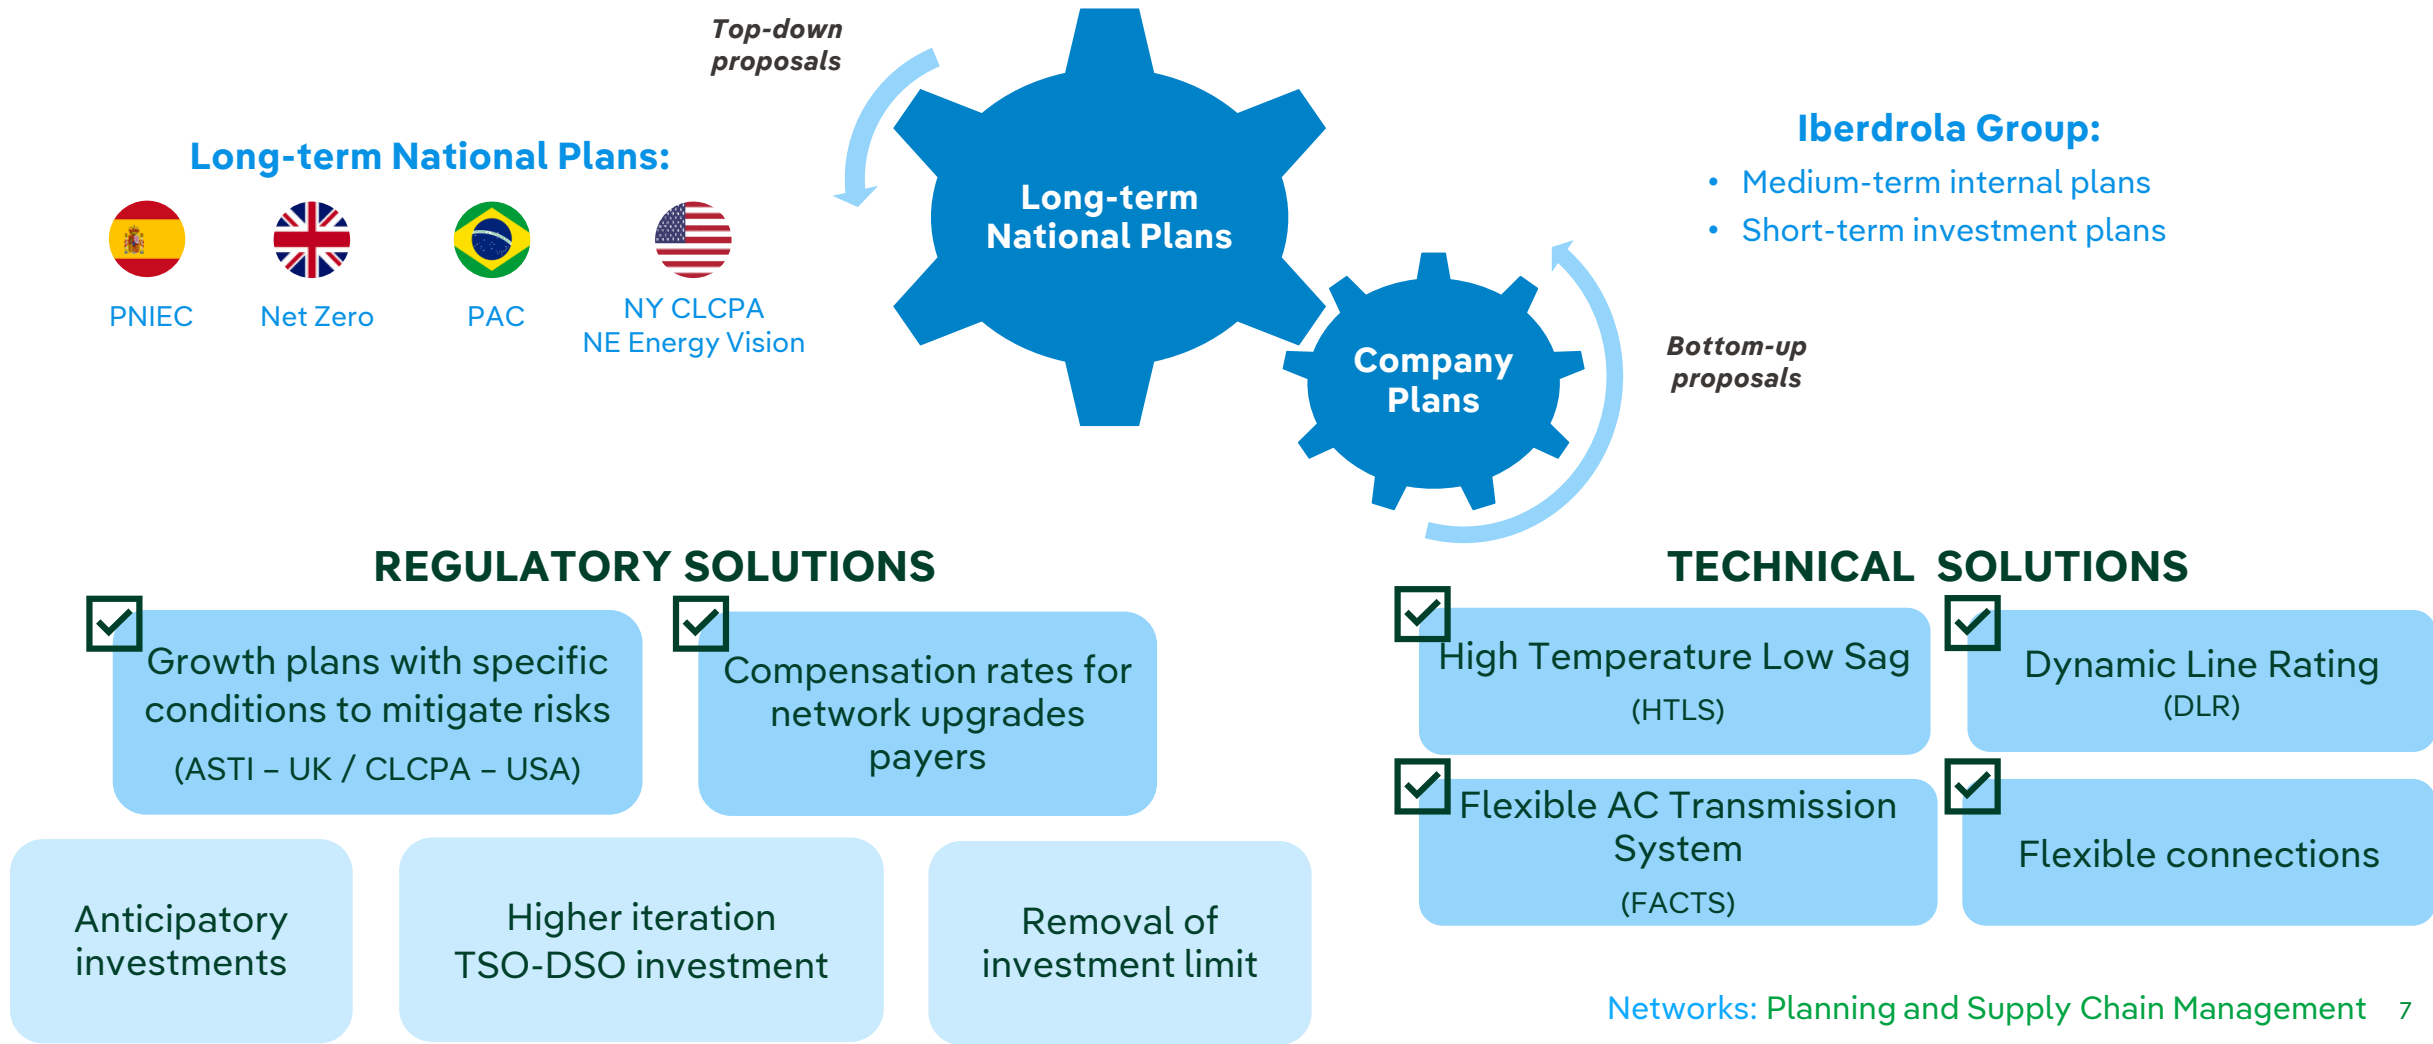 Top-down
proposals
Long-term National Plans:
PNIEC
Net Zero
PAC
NY CLCPA
NE Energy Vision
Long-term
National Plans
Company
Plans
Iberdrola Group:
• Medium-term internal plans
• Short-term investment plans
Bottom-up
proposals
REGULATORY SOLUTIONS
Growth plans with specific
conditions to mitigate risks
(ASTI – UK / CLCPA – USA)
Compensation rates for
network upgrades
payers
Anticipatory
investments
Higher iteration
TSO-DSO investment
Removal of
investment limit
TECHNICAL SOLUTIONS
High Temperature Low Sag
(HTLS)
Dynamic Line Rating
(DLR)
Flexible AC Transmission
System
(FACTS)
Flexible connections
Networks: Planning and Supply Chain Management 7